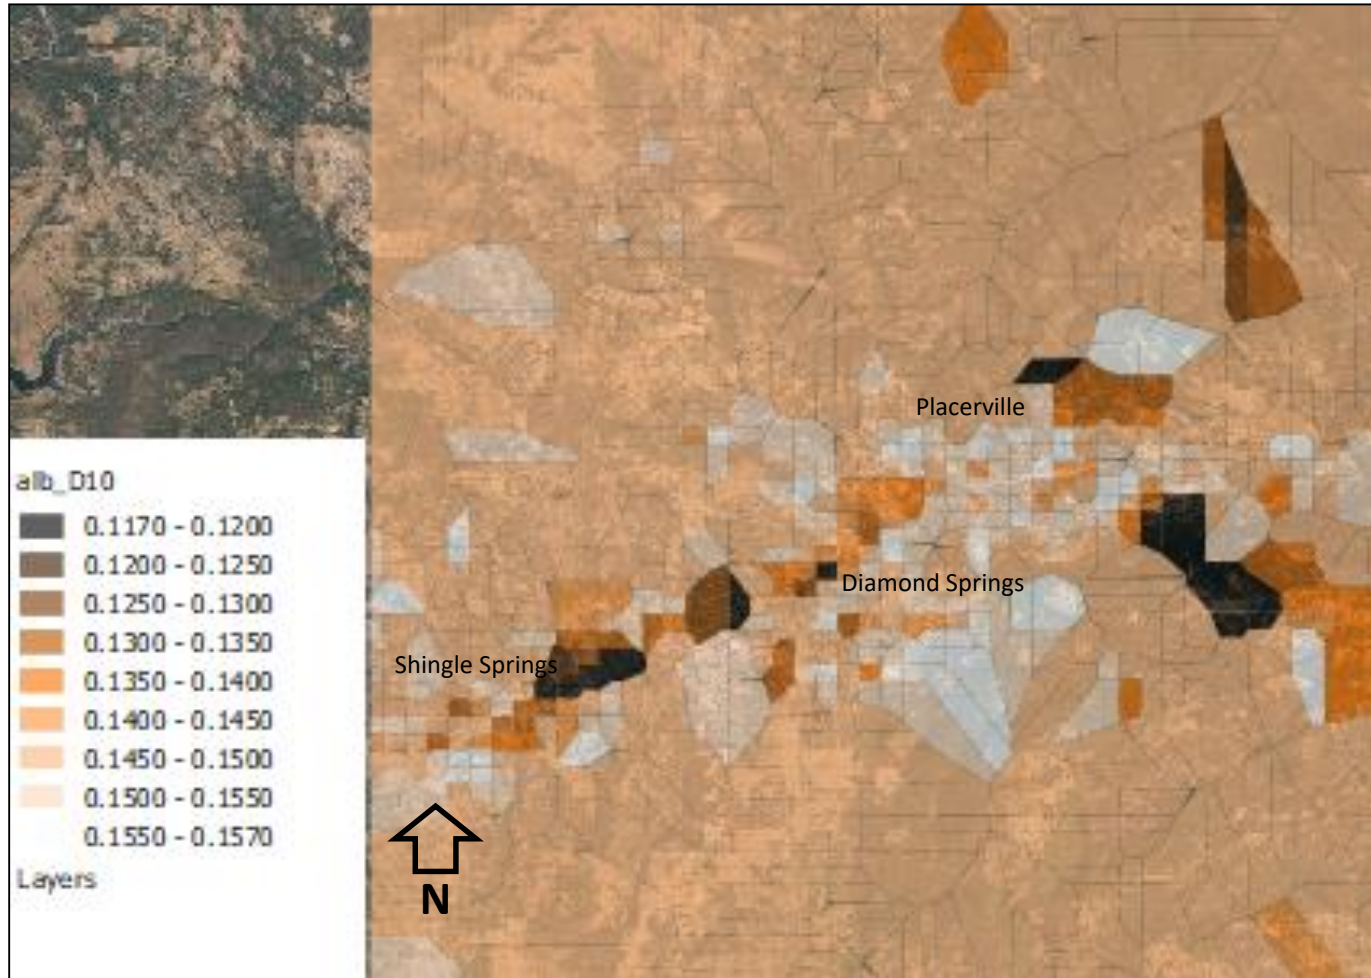 Placerville
Diamond Springs
Shingle Springs
alb_D10
0.1170 - 0.1200
0.1200 - 0.1250
0.1250 - 0.1300
0.1300 - 0.1350
0.1350 - 0.1400
0.1400 - 0.1450
0.1450 - 0.1500
0.1500 - 0.1550
0.1550 - 0.1570
Layers
N